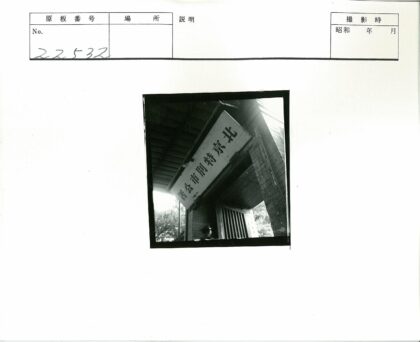 原板番号
場所
説明
撮影時
No.
22532
昭和 年 月
北京特別市公署